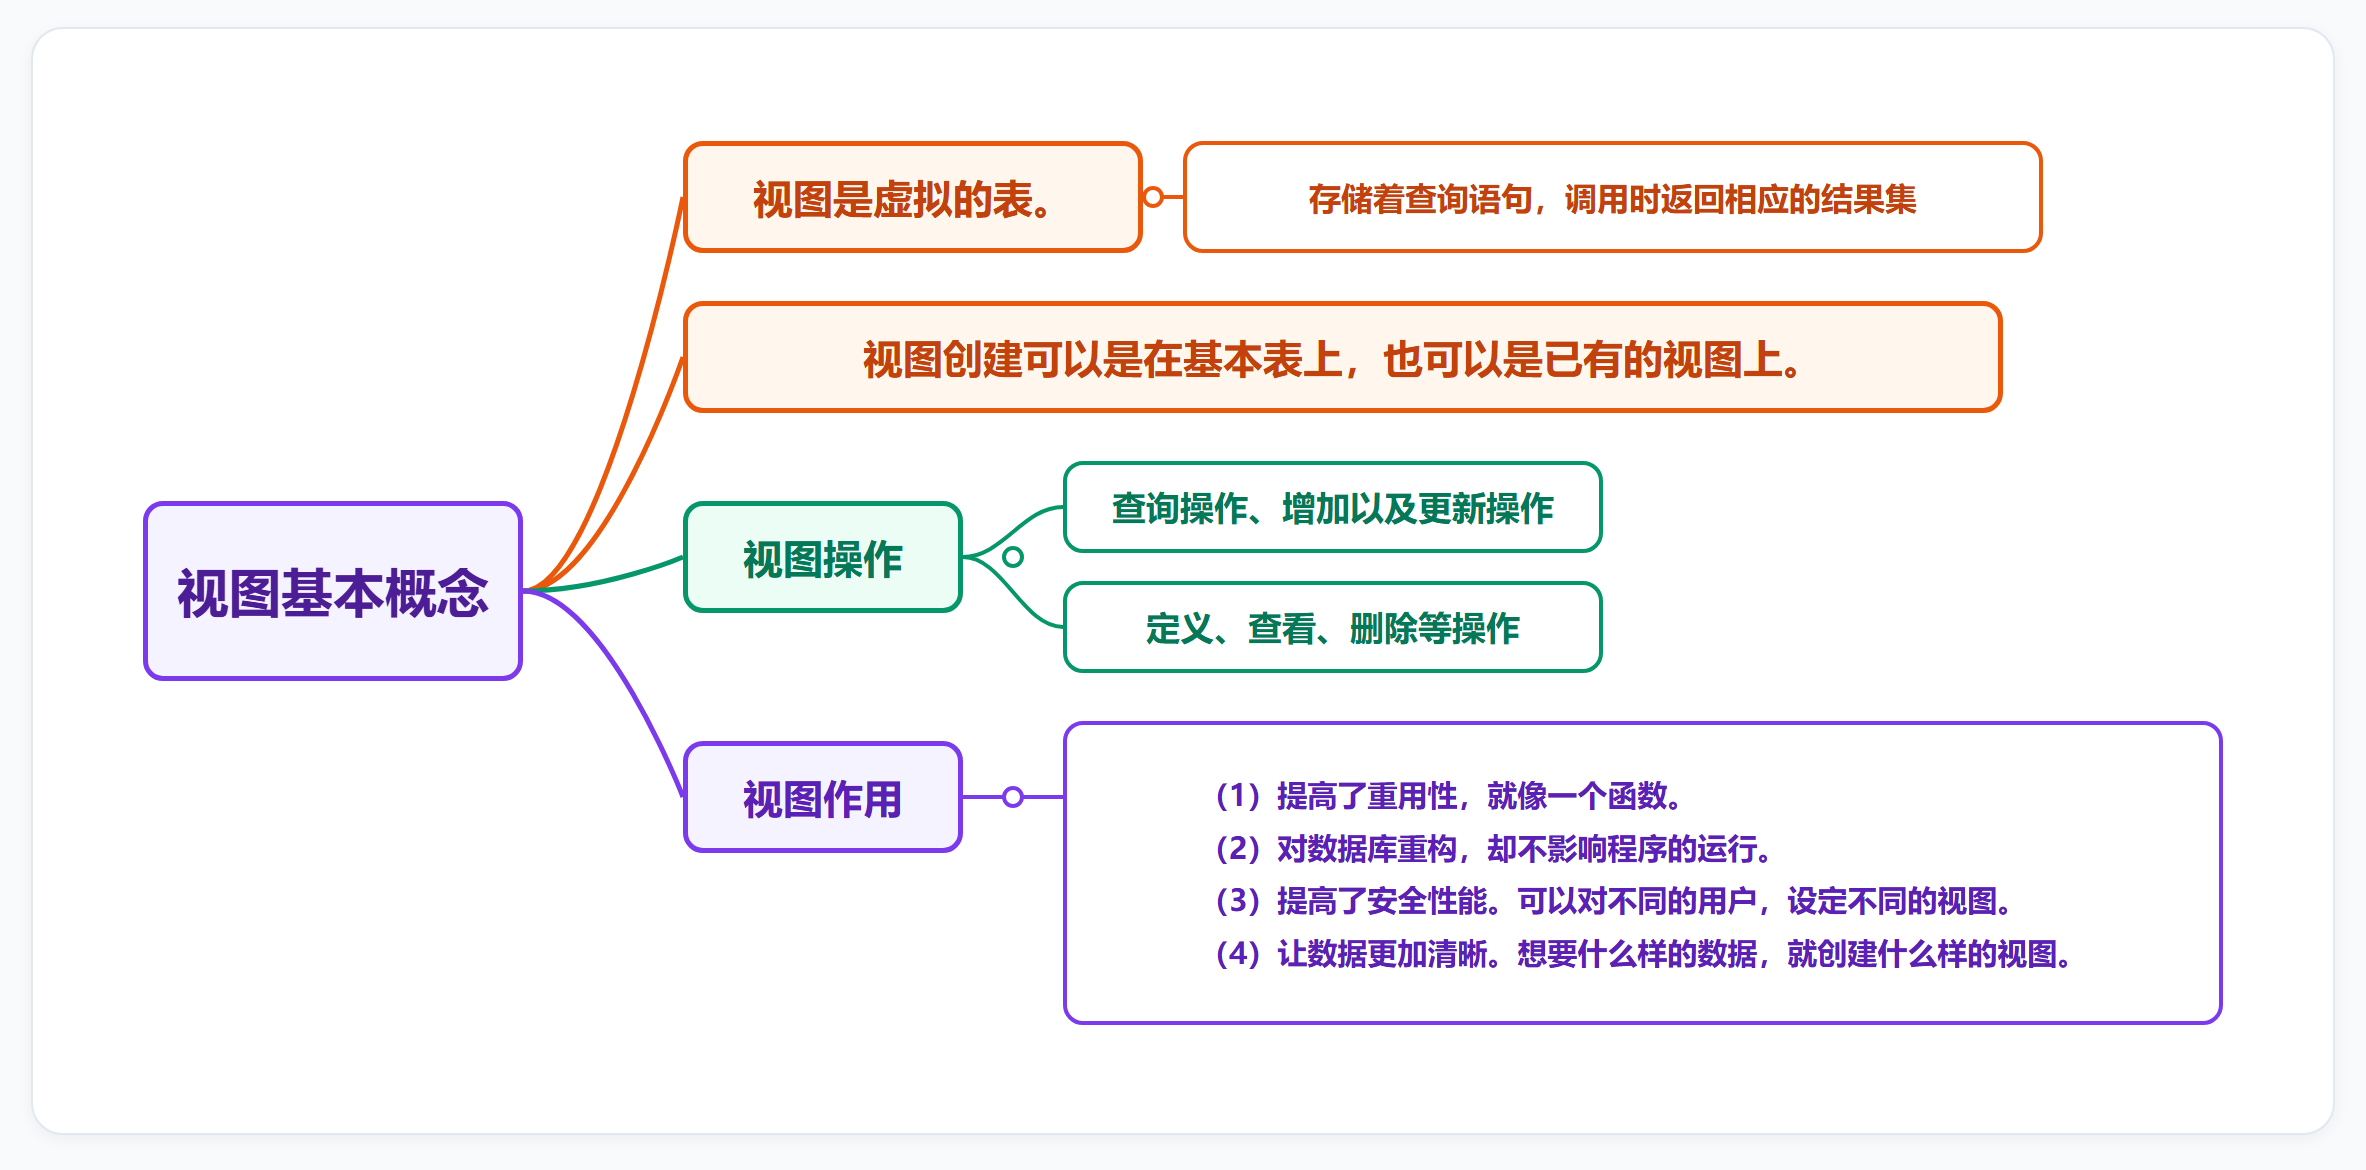 视图是虚拟的表。
存储着查询语句，调用时返回相应的结果集
视图创建可以是在基本表上，也可以是已有的视图上。
视图基本概念
视图操作
查询操作、增加以及更新操作
定义、查看、删除等操作
视图作用
（1）提高了重用性，就像一个函数。
（2）对数据库重构，却不影响程序的运行。
（3）提高了安全性能。可以对不同的用户，设定不同的视图。
（4）让数据更加清晰。想要什么样的数据，就创建什么样的视图。